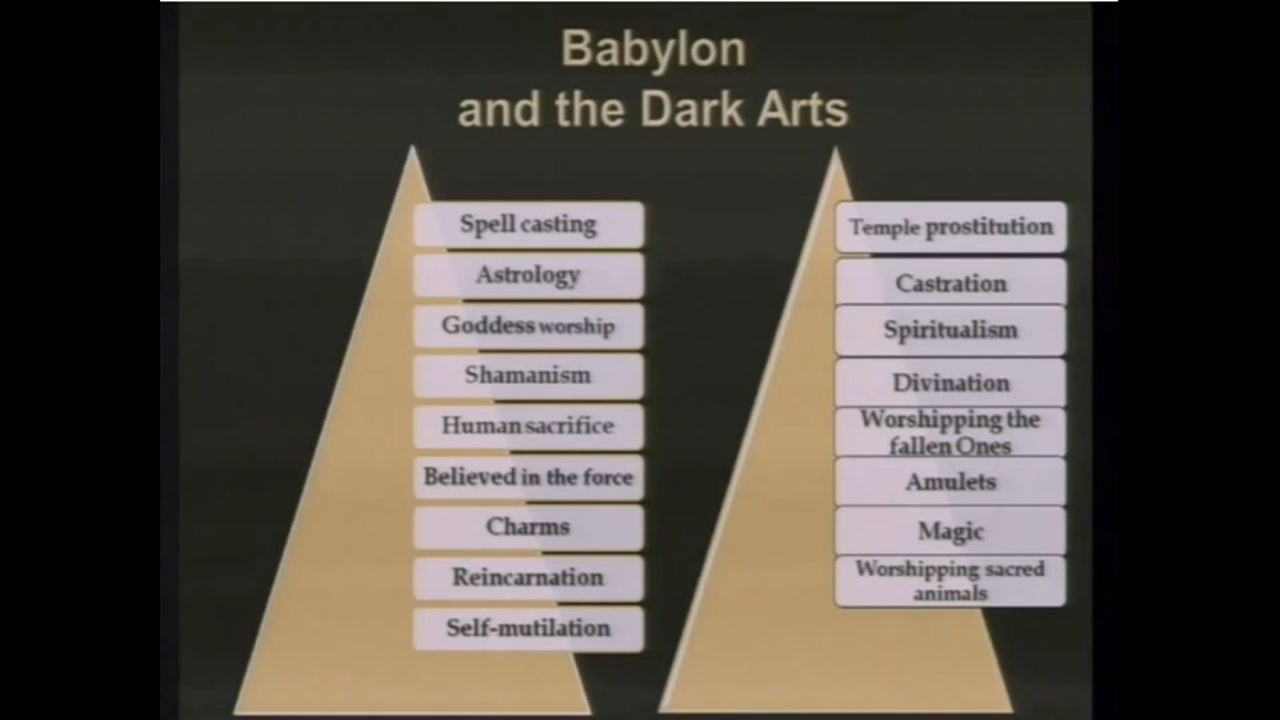 Babylon
and the Dark Arts
Spell casting
Astrology
Goddess worship
Shamanism
Human sacrifice
Believed in the force
Charms
Reincarnation
Self-mutilation
Temple prostitution
Castration
Spiritualism
Divination
Worshipping the
fallen Ones
Amulets
Magic
Worshipping sacred
animals